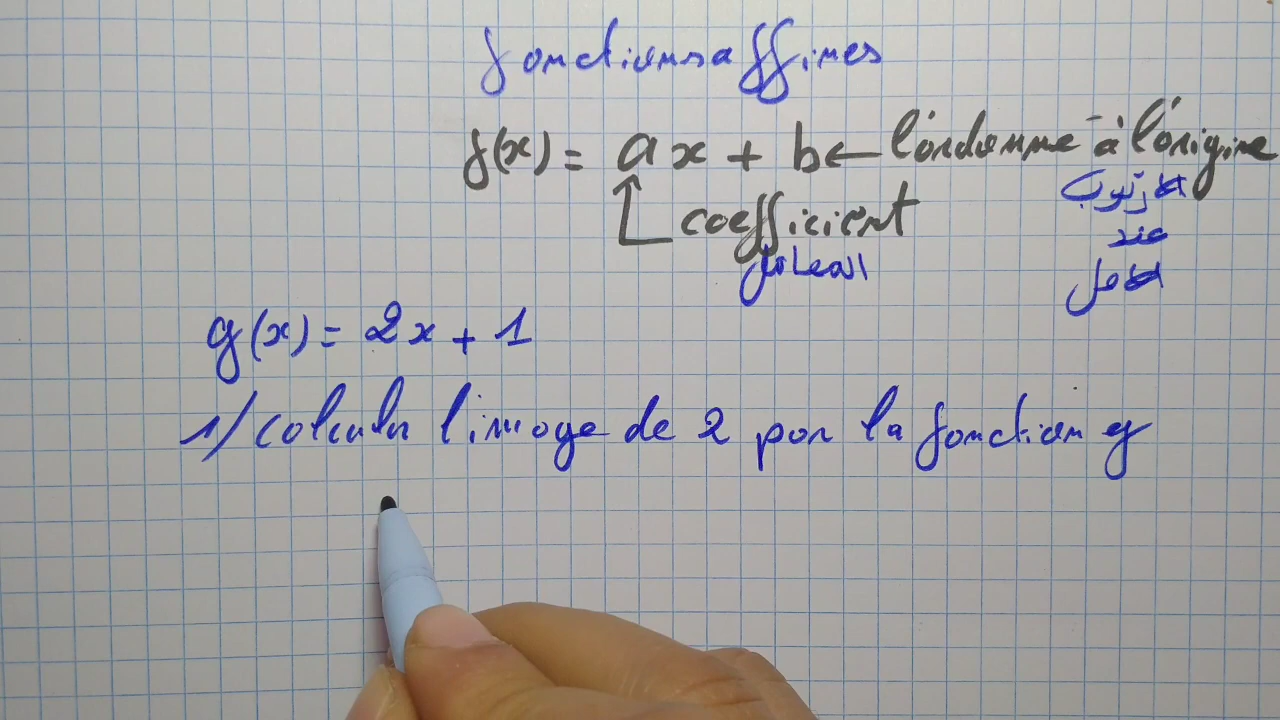 fonctions affines
f(x) = ax + b ← l'ordonnée à l'origine
coefficient
الأرتوب
عند
الأصل
المعامل
g(x) = 2x + 1
1/ calculer l'image de 2 par la fonction g